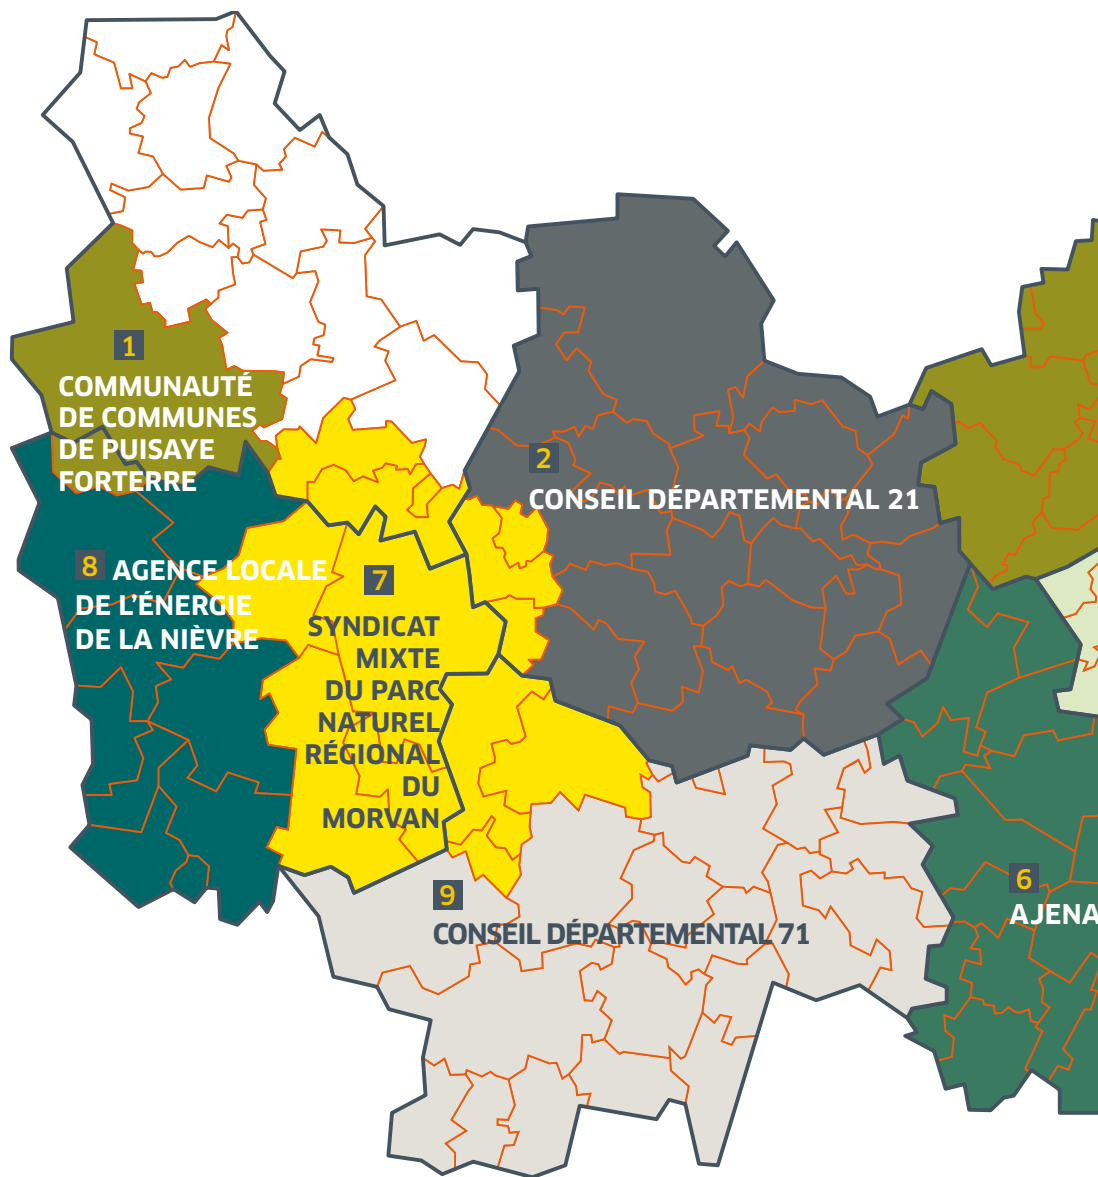 1
COMMUNAUTÉ
DE COMMUNES
DE PUISAYE
FORTERRE
2
CONSEIL DÉPARTEMENTAL 21
8 AGENCE LOCALE
DE L'ÉNERGIE
DE LA NIÈVRE
7
SYNDICAT
MIXTE
DU PARC
NATUREL
RÉGIONAL
DU
MORVAN
9
CONSEIL DÉPARTEMENTAL 71
6
AJENA